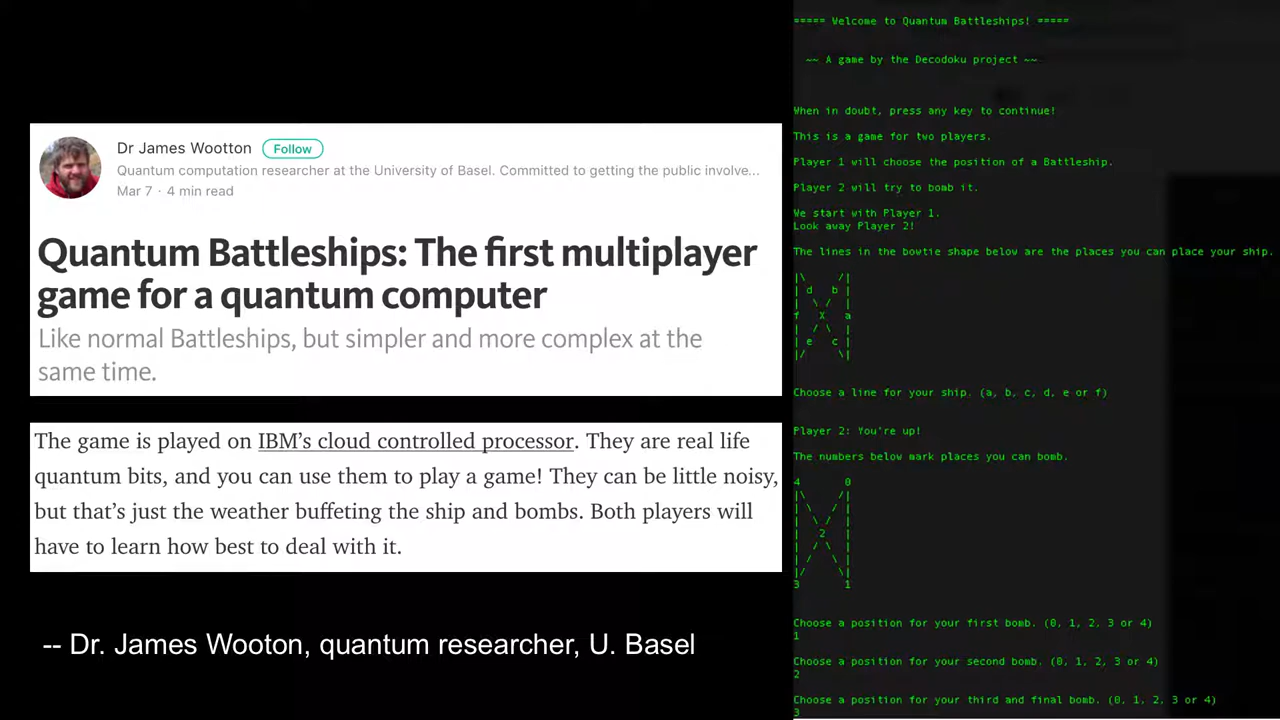 Dr James Wootton Follow
Quantum computation researcher at the University of Basel. Committed to getting the public involve...
Mar 7 · 4 min read
Quantum Battleships: The first multiplayer
game for a quantum computer
Like normal Battleships, but simpler and more complex at the
same time.
The game is played on IBM’s cloud controlled processor. They are real life
quantum bits, and you can use them to play a game! They can be little noisy,
but that’s just the weather buffeting the ship and bombs. Both players will
have to learn how best to deal with it.
-- Dr. James Wooton, quantum researcher, U. Basel
===== Welcome to Quantum Battleships! =====
~~ A game by the Decodoku project ~~
When in doubt, press any key to continue!
This is a game for two players.
Player 1 will choose the position of a Battleship.
Player 2 will try to bomb it.
We start with Player 1.
Look away Player 2!
The lines in the bowtie shape below are the places you can place your ship.
|\     /|
| d   b |
|  \ /  |
f   X   a
|  / \  |
| e   c |
|/     \|
Choose a line for your ship. (a, b, c, d, e or f)
Player 2: You're up!
The numbers below mark places you can bomb.
4       0
|\     /|
| \   / |
|  \ /  |
|   2   |
|  / \  |
| /   \ |
|/     \|
3       1
Choose a position for your first bomb. (0, 1, 2, 3 or 4)
1
Choose a position for your second bomb. (0, 1, 2, 3 or 4)
2
Choose a position for your third and final bomb. (0, 1, 2, 3 or 4)
3